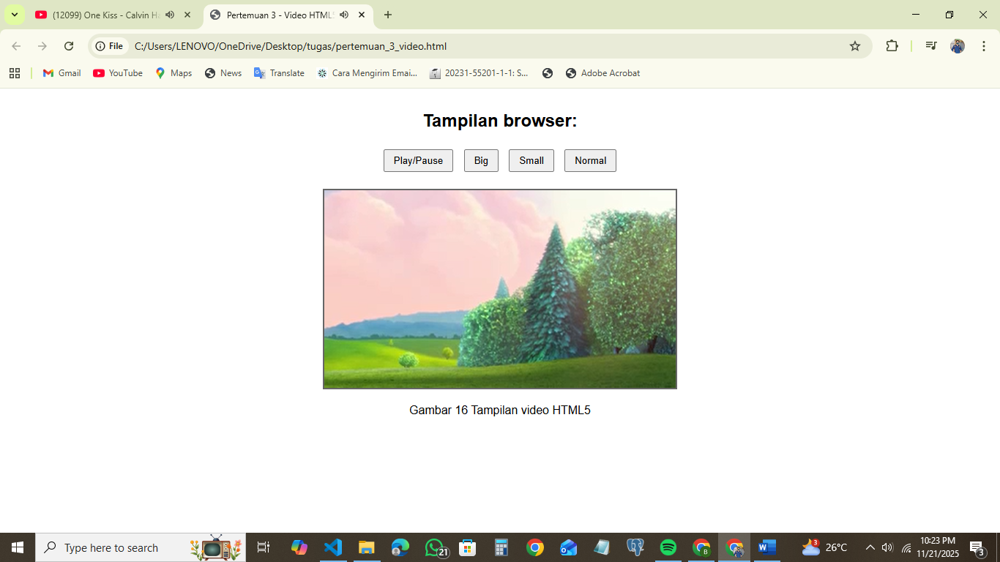 (12099) One Kiss - Calvin Ha
Pertemuan 3 - Video HTML5
File
C:/Users/LENOVO/OneDrive/Desktop/tugas/pertemuan_3_video.html
Gmail
YouTube
Maps
News
Translate
Cara Mengirim Emai...
20231-55201-1-1: S...
Adobe Acrobat
Tampilan browser:
Play/Pause
Big
Small
Normal
Gambar 16 Tampilan video HTML5
Type here to search
21
B
3
26°C
10:23 PM
11/21/2025
3